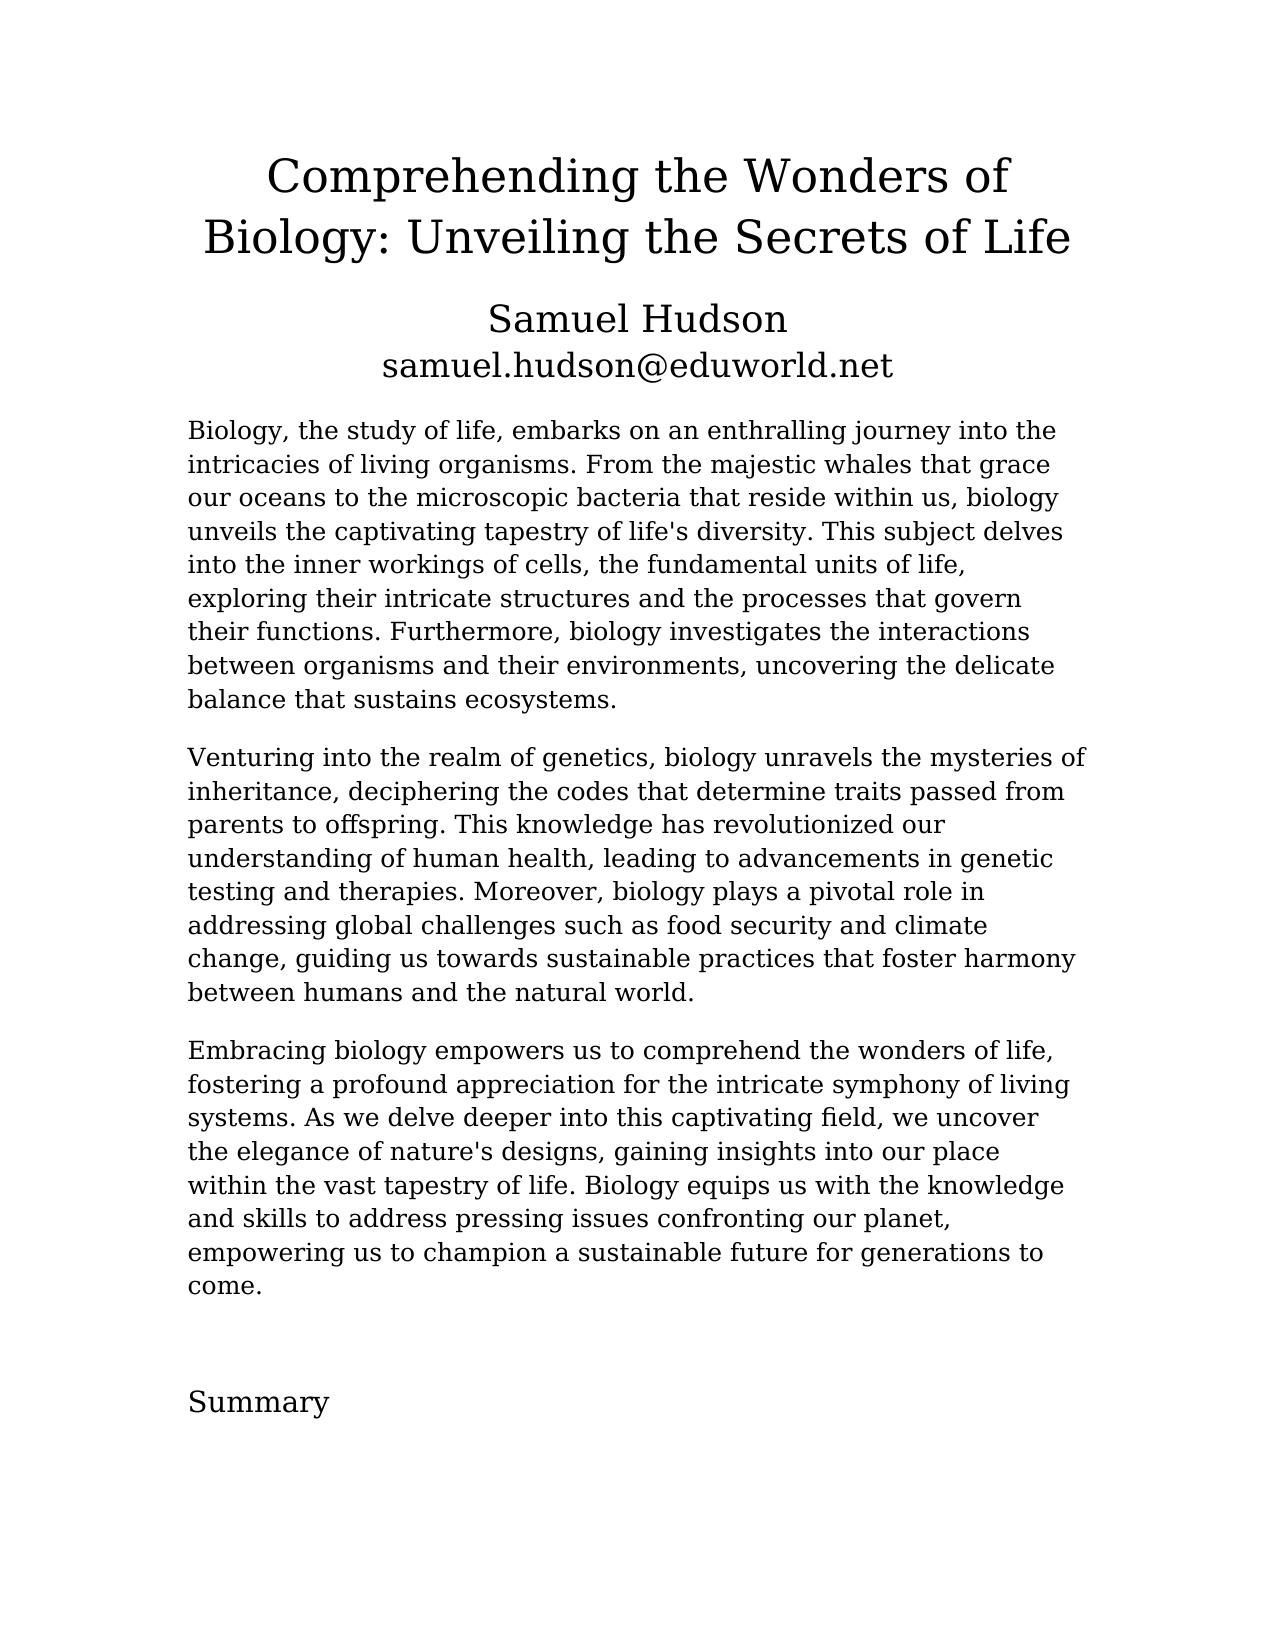 Comprehending the Wonders of
Biology: Unveiling the Secrets of Life
Samuel Hudson
samuel.hudson@eduworld.net
Biology, the study of life, embarks on an enthralling journey into the
intricacies of living organisms. From the majestic whales that grace
our oceans to the microscopic bacteria that reside within us, biology
unveils the captivating tapestry of life's diversity. This subject delves
into the inner workings of cells, the fundamental units of life,
exploring their intricate structures and the processes that govern
their functions. Furthermore, biology investigates the interactions
between organisms and their environments, uncovering the delicate
balance that sustains ecosystems.
Venturing into the realm of genetics, biology unravels the mysteries of
inheritance, deciphering the codes that determine traits passed from
parents to offspring. This knowledge has revolutionized our
understanding of human health, leading to advancements in genetic
testing and therapies. Moreover, biology plays a pivotal role in
addressing global challenges such as food security and climate
change, guiding us towards sustainable practices that foster harmony
between humans and the natural world.
Embracing biology empowers us to comprehend the wonders of life,
fostering a profound appreciation for the intricate symphony of living
systems. As we delve deeper into this captivating field, we uncover
the elegance of nature's designs, gaining insights into our place
within the vast tapestry of life. Biology equips us with the knowledge
and skills to address pressing issues confronting our planet,
empowering us to champion a sustainable future for generations to
come.
Summary